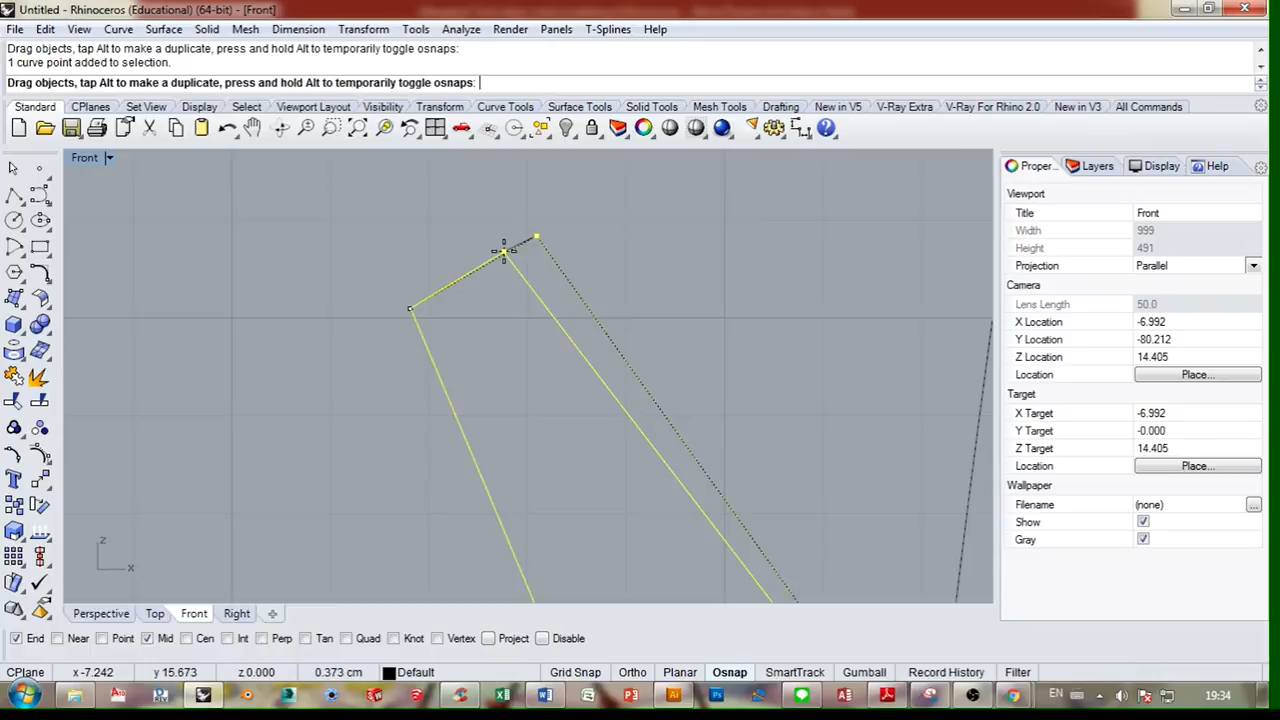 Untitled - Rhinoceros (Educational) (64-bit) - [Front]
File Edit View Curve Surface Solid Mesh Dimension Transform Tools Analyze Render Panels T-Splines Help
Drag objects, tap Alt to make a duplicate, press and hold Alt to temporarily toggle osnaps:
1 curve point added to selection.
Drag objects, tap Alt to make a duplicate, press and hold Alt to temporarily toggle osnaps:
Standard CPlanes Set View Display Select Viewport Layout Visibility Transform Curve Tools Surface Tools Solid Tools Mesh Tools Drafting New in V5 V-Ray Extra V-Ray For Rhino 2.0 New in V3 All Commands
Front
Proper... Layers Display Help
Viewport
Title Front
Width 999
Height 491
Projection Parallel
Camera
Lens Length 50.0
X Location -6.992
Y Location -80.212
Z Location 14.405
Location Place...
Target
X Target -6.992
Y Target -0.000
Z Target 14.405
Location Place...
Wallpaper
Filename (none) ...
Show
Gray
z
x
Perspective Top Front Right
End Near Point Mid Cen Int Perp Tan Quad Knot Vertex Project Disable
CPlane x -7.242 y 15.673 z 0.000 0.373 cm Default Grid Snap Ortho Planar Osnap SmartTrack Gumball Record History Filter
EN 19:34